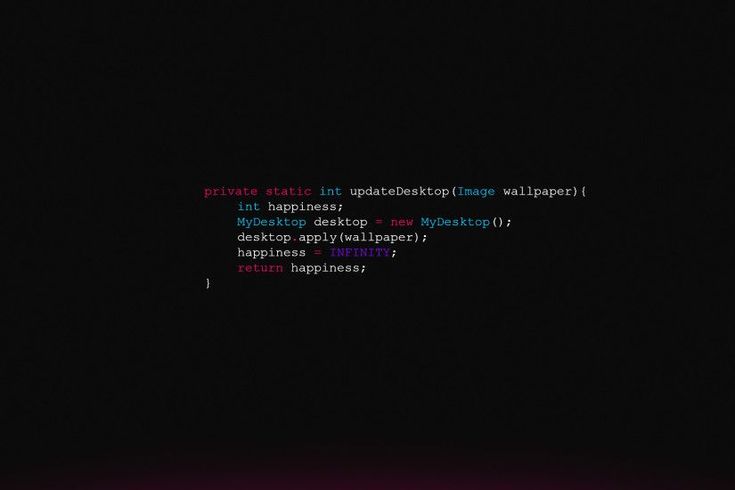 private static int updateDesktop(Image wallpaper){
    int happiness;
    MyDesktop desktop = new MyDesktop();
    desktop.apply(wallpaper);
    happiness = INFINITY;
    return happiness;
}